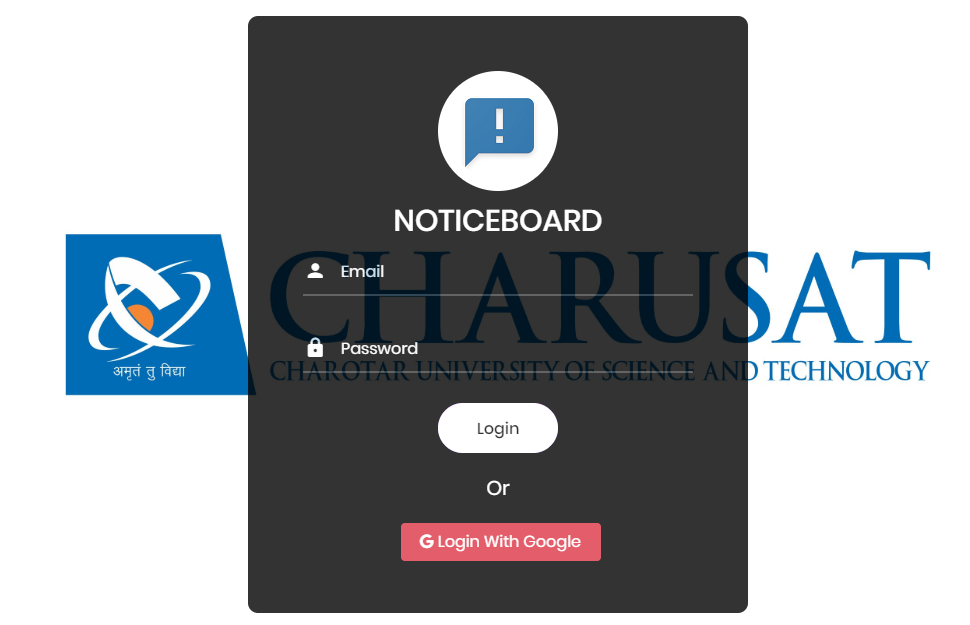 NOTICEBOARD
CHARUSAT
Email
Password
अमृतं तु विद्या
CHAROTAR UNIVERSITY OF SCIENCE AND TECHNOLOGY
Login
Or
G Login With Google